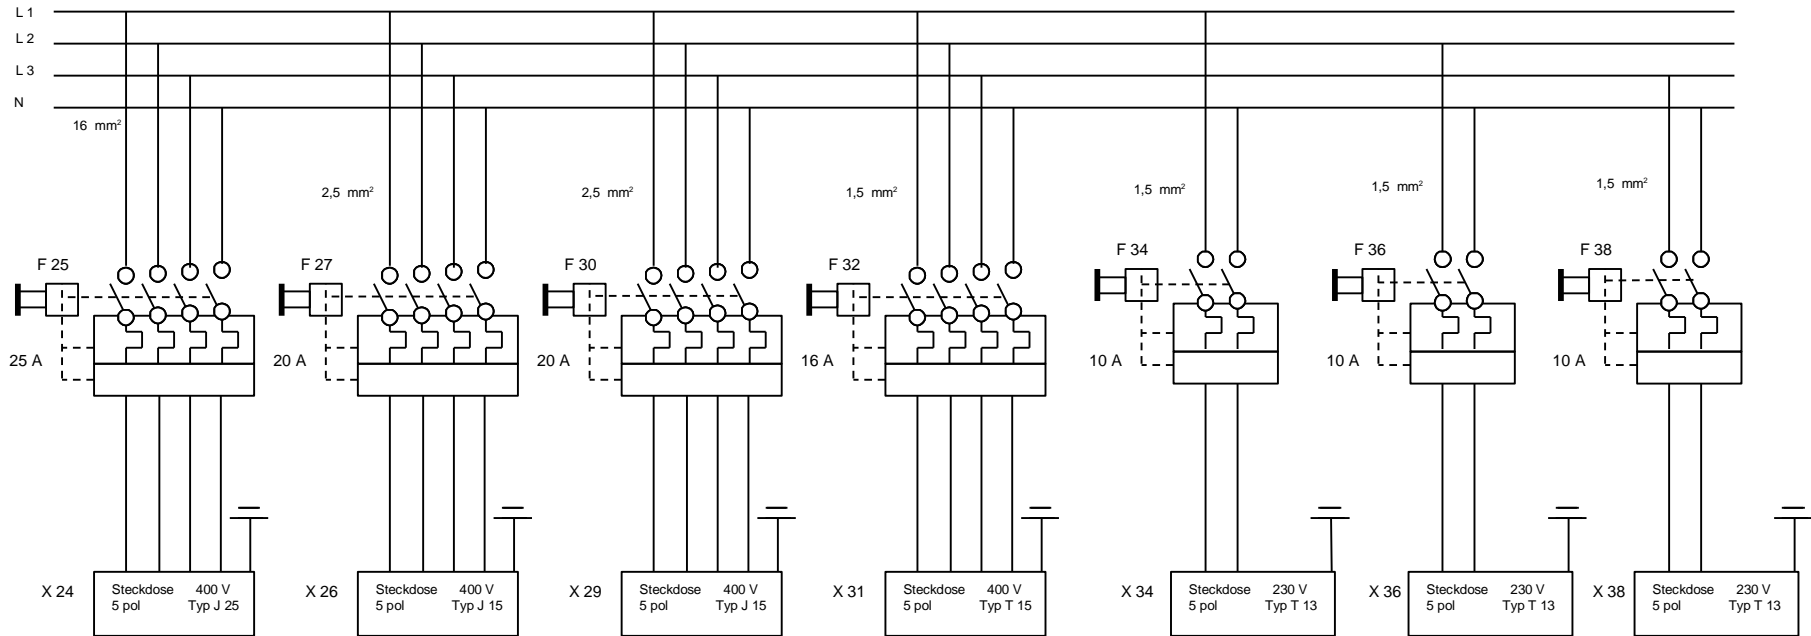 L 1
L 2
L 3
N
16 mm²
2,5 mm²
2,5 mm²
1,5 mm²
1,5 mm²
1,5 mm²
1,5 mm²
F 25
F 27
F 30
F 32
F 34
F 36
F 38
25 A
20 A
20 A
16 A
10 A
10 A
10 A
X 24
Steckdose 400 V
5 pol Typ J 25
X 26
Steckdose 400 V
5 pol Typ J 15
X 29
Steckdose 400 V
5 pol Typ J 15
X 31
Steckdose 400 V
5 pol Typ T 15
X 34
Steckdose 230 V
5 pol Typ T 13
X 36
Steckdose 230 V
5 pol Typ T 13
X 38
Steckdose 230 V
5 pol Typ T 13